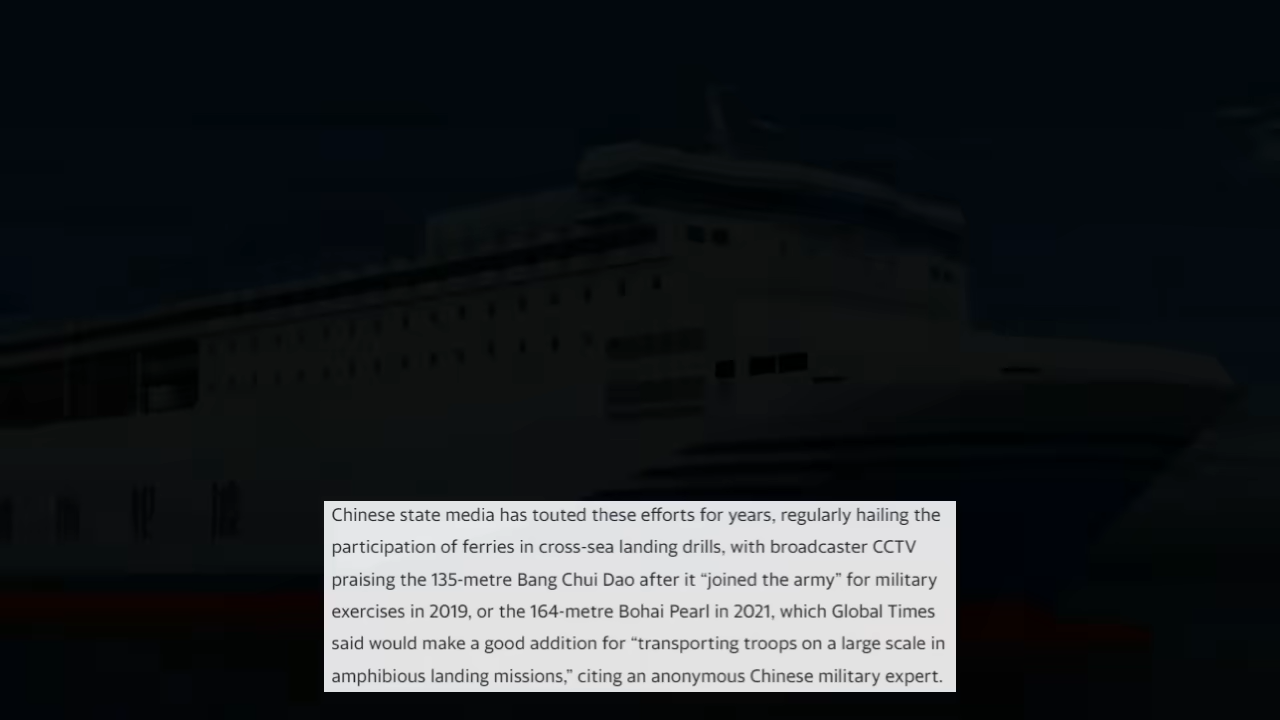 Chinese state media has touted these efforts for years, regularly hailing the
participation of ferries in cross-sea landing drills, with broadcaster CCTV
praising the 135-metre Bang Chui Dao after it “joined the army” for military
exercises in 2019, or the 164-metre Bohai Pearl in 2021, which Global Times
said would make a good addition for “transporting troops on a large scale in
amphibious landing missions,” citing an anonymous Chinese military expert.